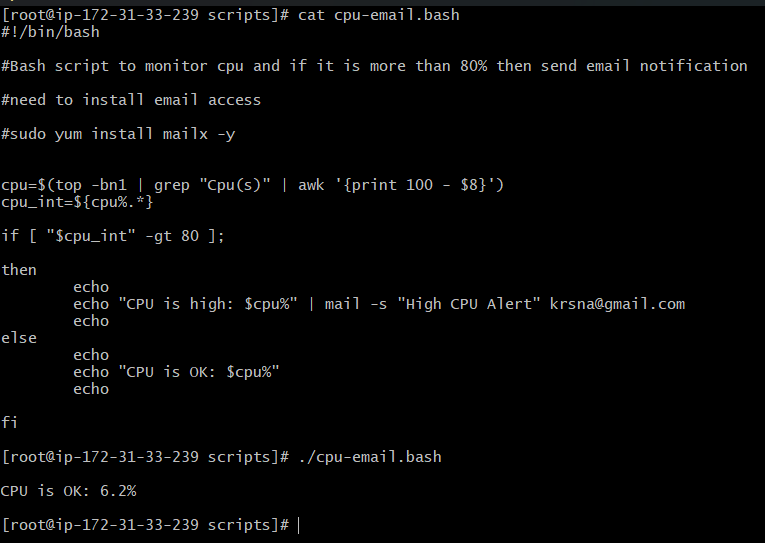 [root@ip-172-31-33-239 scripts]# cat cpu-email.bash
#!/bin/bash
#Bash script to monitor cpu and if it is more than 80% then send email notification
#need to install email access
#sudo yum install mailx -y
cpu=$(top -bn1 | grep "Cpu(s)" | awk '{print 100 - $8}')
cpu_int=${cpu%.*}
if [ "$cpu_int" -gt 80 ];
then
        echo
        echo "CPU is high: $cpu%" | mail -s "High CPU Alert" krsna@gmail.com
        echo
else
        echo
        echo "CPU is OK: $cpu%"
        echo
fi
[root@ip-172-31-33-239 scripts]# ./cpu-email.bash
CPU is OK: 6.2%
[root@ip-172-31-33-239 scripts]#